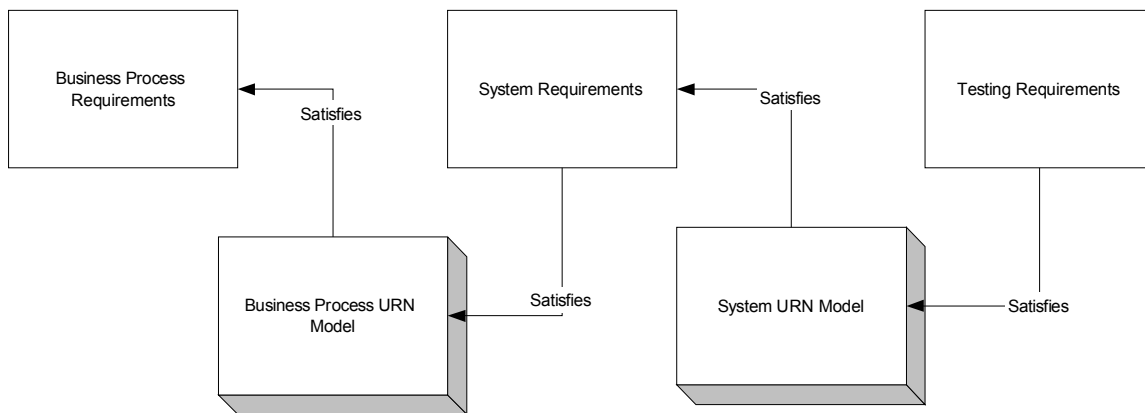 Business Process
Requirements
System Requirements
Testing Requirements
Satisfies
Satisfies
Business Process URN
Model
Satisfies
System URN Model
Satisfies